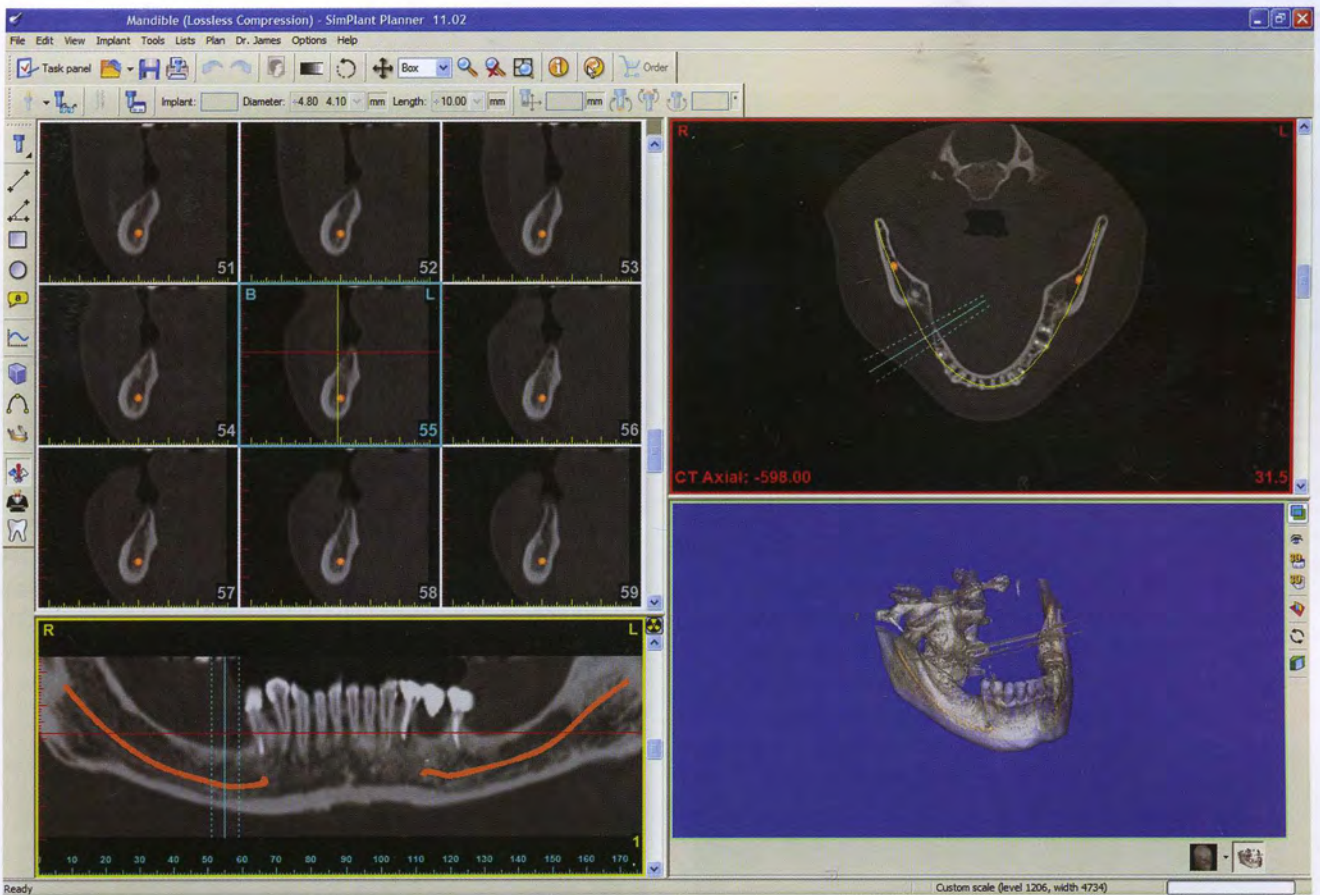 Mandible (Lossless Compression) - SimPlant Planner 11.02
File Edit View Implant Tools Lists Plan Dr. James Options Help
Task panel Box Order
Implant: Diameter: 4.80 4.10 mm Length: 10.00 mm mm °
a
51 52 53
B L
54 55 56
57 58 59
R L
CT Axial: -598.00 31.5
3D
3D
R L
1
10 20 30 40 50 60 70 80 90 100 110 120 130 140 150 160 170
Ready Custom scale (level 1206, width 4734)